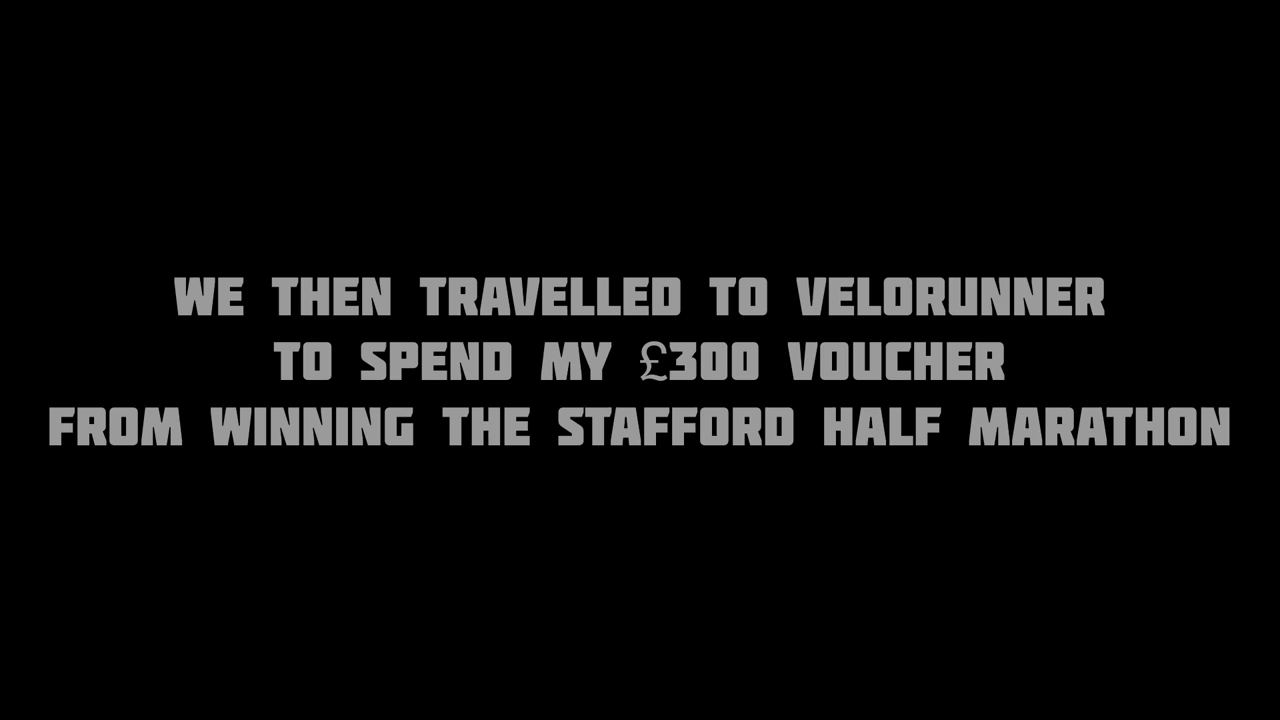 WE THEN TRAVELLED TO VELORUNNER
TO SPEND MY £300 VOUCHER
FROM WINNING THE STAFFORD HALF MARATHON